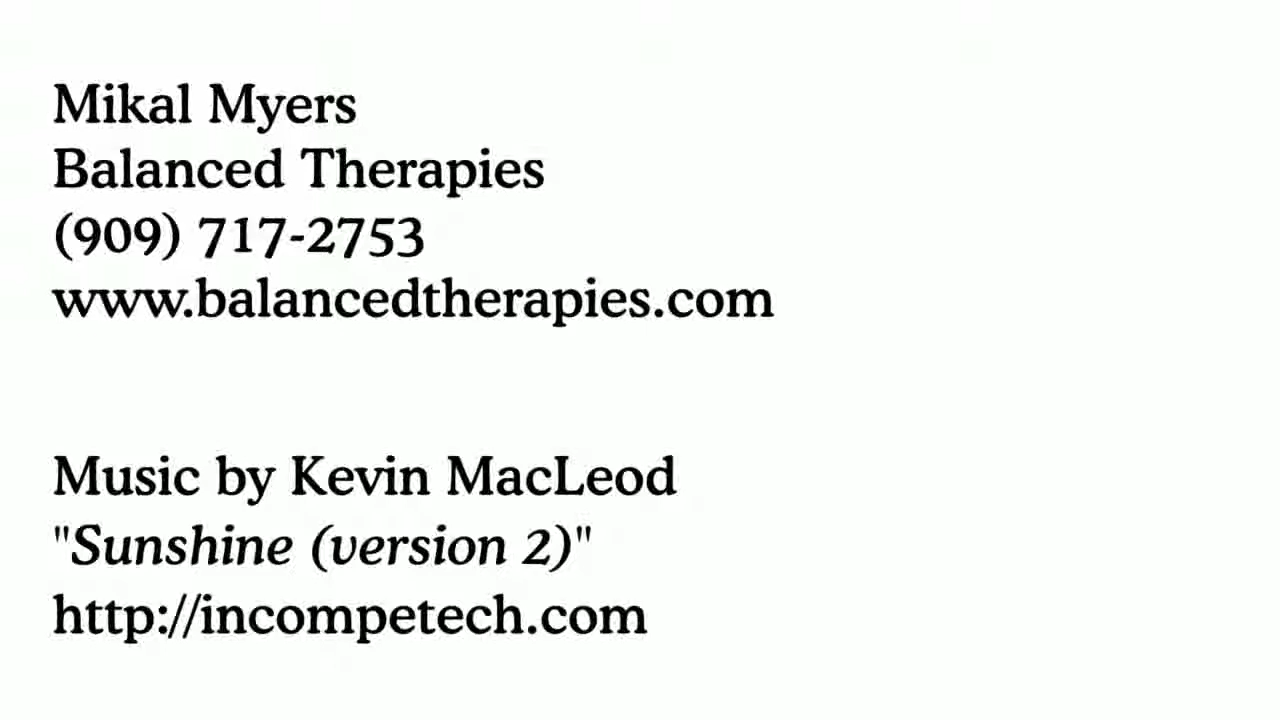 Mikal Myers
Balanced Therapies
(909) 717-2753
www.balancedtherapies.com
Music by Kevin MacLeod
"Sunshine (version 2)"
http://incompetech.com